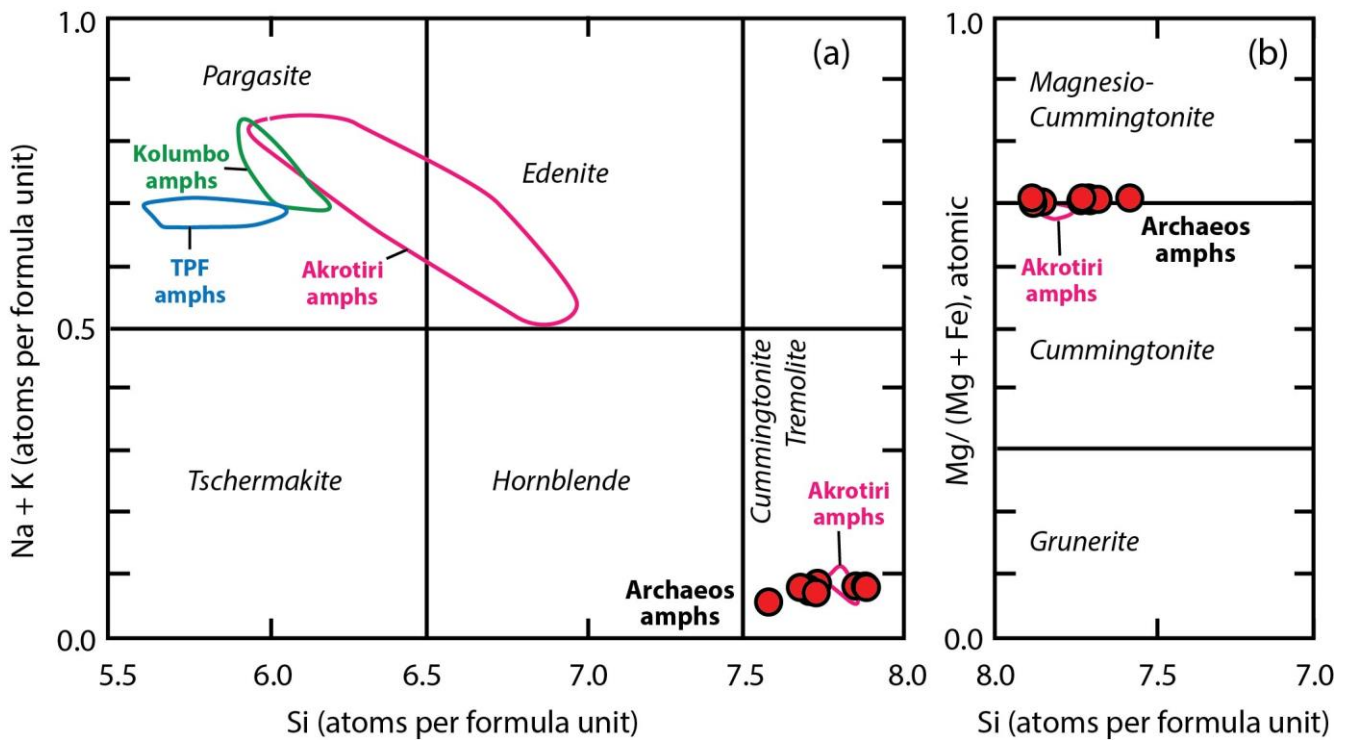 1.0
(a)
Pargasite
Kolumbo
amphs
Edenite
TPF
amphs
Akrotiri
amphs
0.5
Na + K (atoms per formula unit)
Cummingtonite
Tremolite
Tschermakite
Hornblende
Akrotiri
amphs
Archaeos
amphs
0.0
5.5
6.0
6.5
7.0
7.5
8.0
Si (atoms per formula unit)
1.0
(b)
Magnesio-
Cummingtonite
Archaeos
amphs
Akrotiri
amphs
Cummingtonite
Mg/ (Mg + Fe), atomic
Grunerite
0.0
8.0
7.5
7.0
Si (atoms per formula unit)